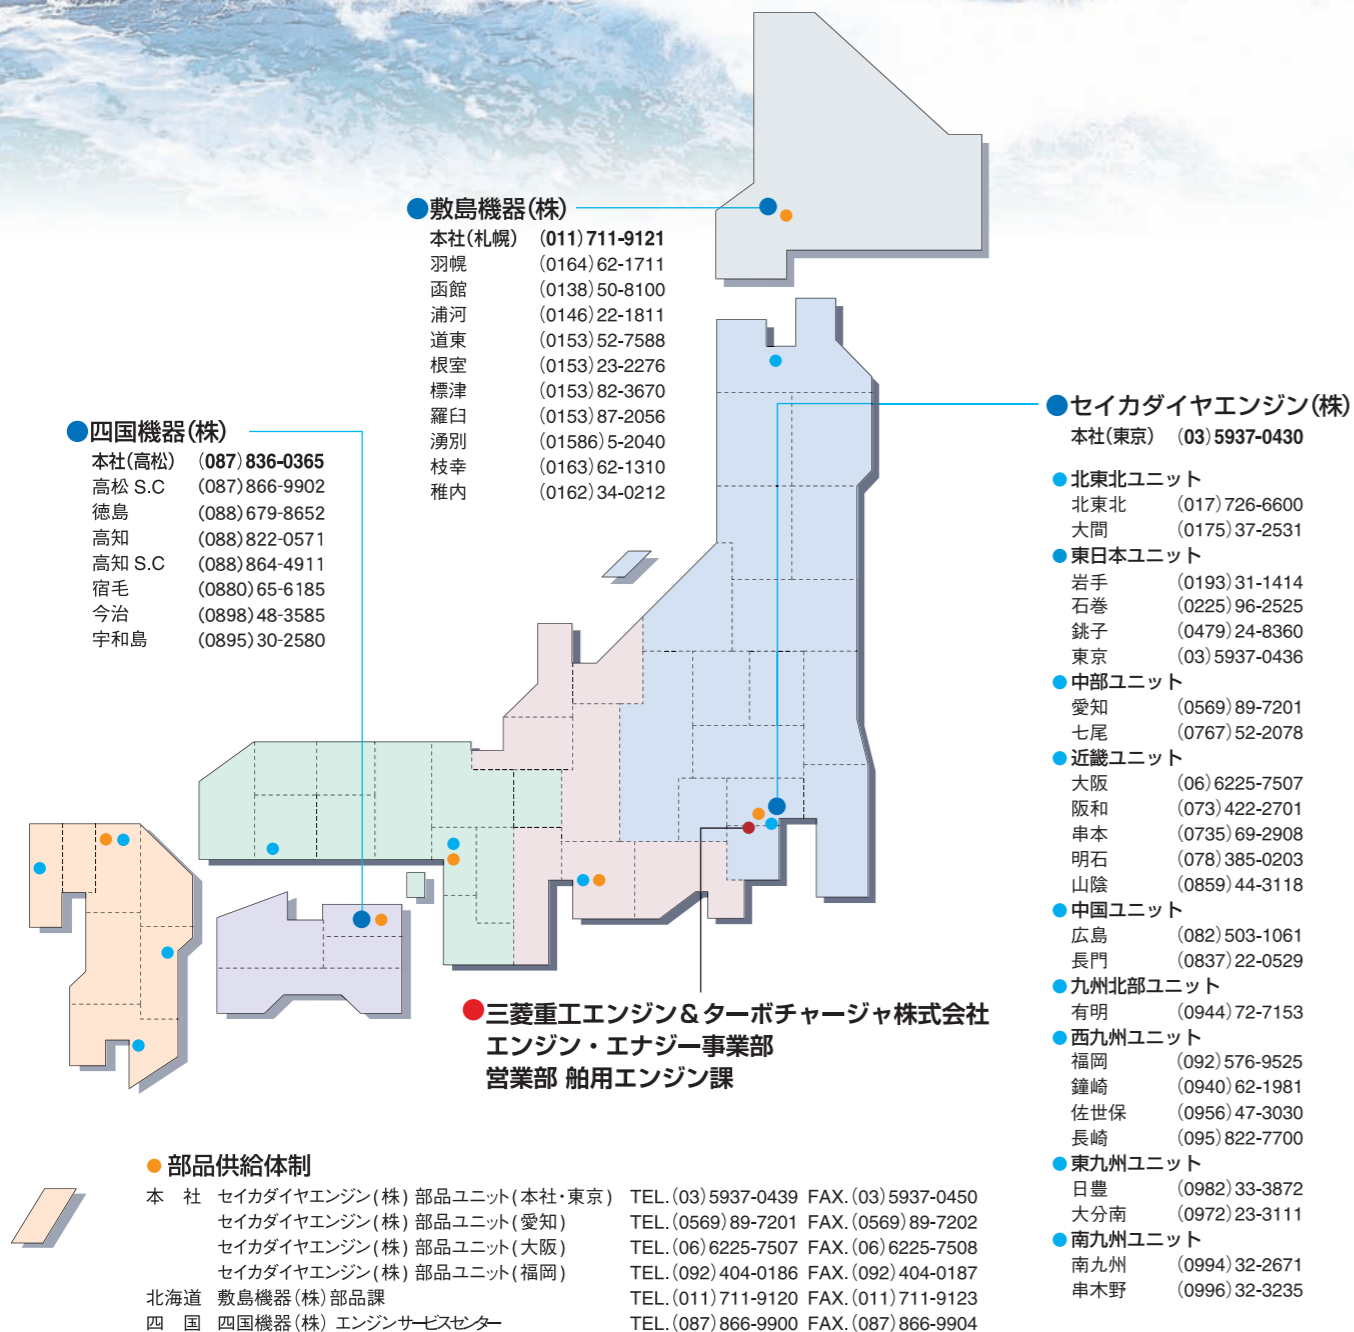 ●敷島機器(株)
本社(札幌) (011)711-9121
羽幌 (0164)62-1711
函館 (0138)50-8100
浦河 (0146)22-1811
道東 (0153)52-7588
根室 (0153)23-2276
標津 (0153)82-3670
羅臼 (0153)87-2056
湧別 (01586)5-2040
枝幸 (0163)62-1310
稚内 (0162)34-0212
●四国機器(株)
本社(高松) (087)836-0365
高松 S.C (087)866-9902
徳島 (088)679-8652
高知 (088)822-0571
高知 S.C (088)864-4911
宿毛 (0880)65-6185
今治 (0898)48-3585
宇和島 (0895)30-2580
●セイカダイヤエンジン(株)
本社(東京) (03)5937-0430
●北東北ユニット
北東北 (017)726-6600
大間 (0175)37-2531
●東日本ユニット
岩手 (0193)31-1414
石巻 (0225)96-2525
銚子 (0479)24-8360
東京 (03)5937-0436
●中部ユニット
愛知 (0569)89-7201
七尾 (0767)52-2078
●近畿ユニット
大阪 (06)6225-7507
阪和 (073)422-2701
串本 (0735)69-2908
明石 (078)385-0203
山陰 (0859)44-3118
●中国ユニット
広島 (082)503-1061
長門 (0837)22-0529
●九州北部ユニット
有明 (0944)72-7153
●西九州ユニット
福岡 (092)576-9525
鐘崎 (0940)62-1981
佐世保 (0956)47-3030
長崎 (095)822-7700
●東九州ユニット
日豊 (0982)33-3872
大分南 (0972)23-3111
●南九州ユニット
南九州 (0994)32-2671
串木野 (0996)32-3235
●三菱重工エンジン&ターボチャージャ株式会社
エンジン・エナジー事業部
営業部 舶用エンジン課
●部品供給体制
本 社 セイカダイヤエンジン(株) 部品ユニット(本社・東京) TEL.(03)5937-0439 FAX.(03)5937-0450
セイカダイヤエンジン(株) 部品ユニット(愛知) TEL.(0569)89-7201 FAX.(0569)89-7202
セイカダイヤエンジン(株) 部品ユニット(大阪) TEL.(06)6225-7507 FAX.(06)6225-7508
セイカダイヤエンジン(株) 部品ユニット(福岡) TEL.(092)404-0186 FAX.(092)404-0187
北海道 敷島機器(株)部品課 TEL.(011)711-9120 FAX.(011)711-9123
四 国 四国機器(株) エンジンサービスセンター TEL.(087)866-9900 FAX.(087)866-9904